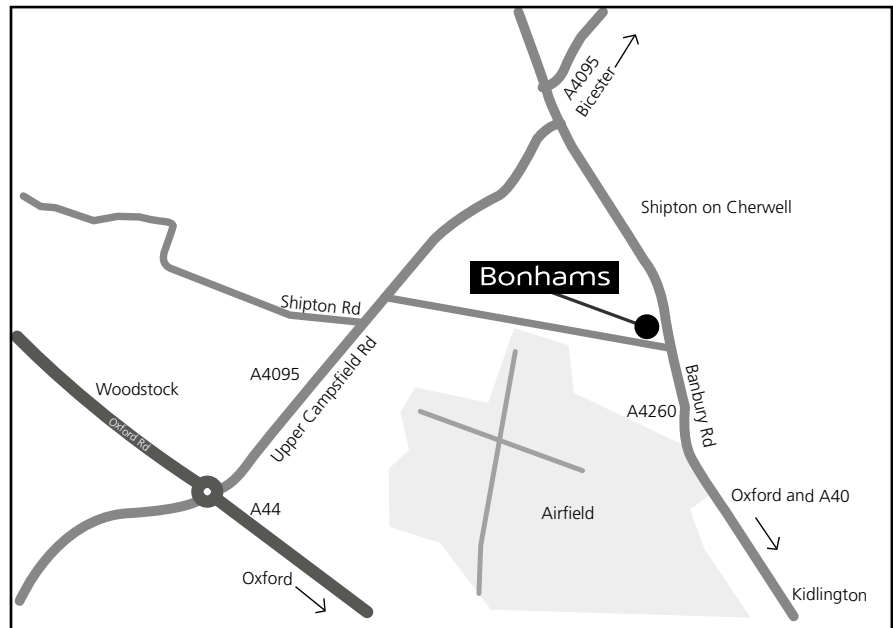 A4095
Bicester
Shipton on Cherwell
Bonhams
Shipton Rd
A4095
Upper Campsfield Rd
Woodstock
Oxford Rd
A4260
Banbury Rd
A44
Airfield
Oxford and A40
Oxford
Kidlington